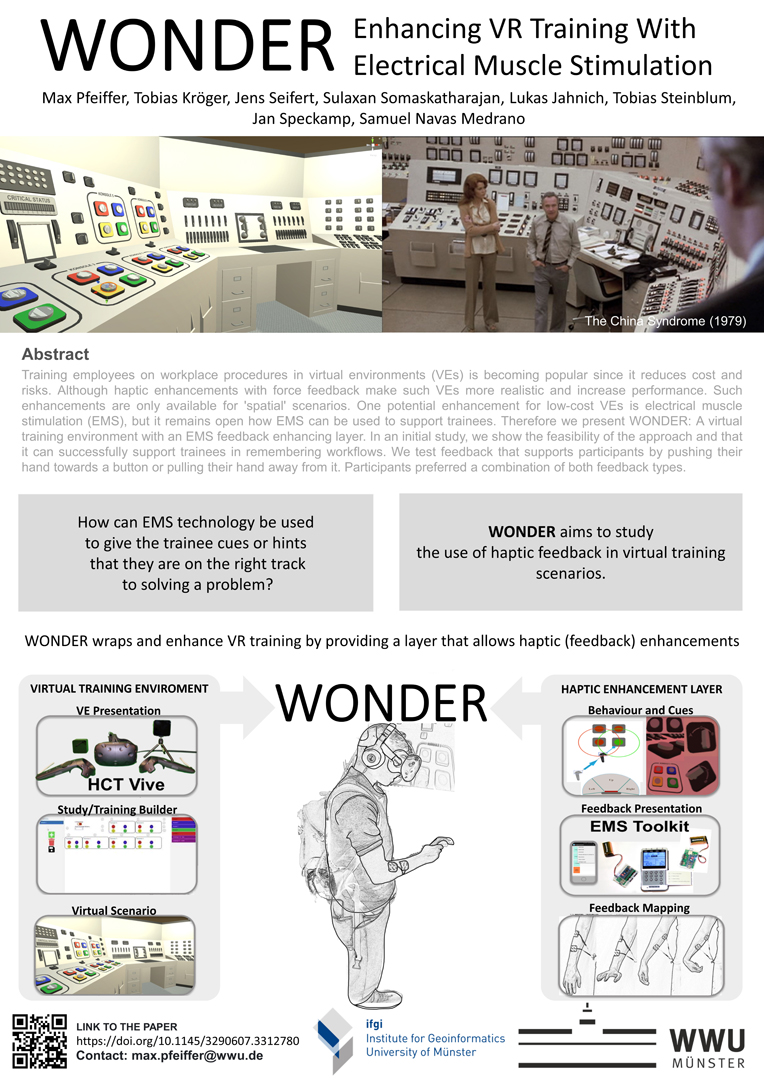 WONDER
Enhancing VR Training With
Electrical Muscle Stimulation
Max Pfeiffer, Tobias Kröger, Jens Seifert, Sulaxan Somaskatharajan, Lukas Jahnich, Tobias Steinblum,
Jan Speckamp, Samuel Navas Medrano
CRITICAL STATUS
The China Syndrome (1979)
Abstract
Training employees on workplace procedures in virtual environments (VEs) is becoming popular since it reduces cost and
risks. Although haptic enhancements with force feedback make such VEs more realistic and increase performance. Such
enhancements are only available for 'spatial' scenarios. One potential enhancement for low-cost VEs is electrical muscle
stimulation (EMS), but it remains open how EMS can be used to support trainees. Therefore we present WONDER: A virtual
training environment with an EMS feedback enhancing layer. In an initial study, we show the feasibility of the approach and that
it can successfully support trainees in remembering workflows. We test feedback that supports participants by pushing their
hand towards a button or pulling their hand away from it. Participants preferred a combination of both feedback types.
How can EMS technology be used
to give the trainee cues or hints
that they are on the right track
to solving a problem?
WONDER aims to study
the use of haptic feedback in virtual training
scenarios.
WONDER wraps and enhance VR training by providing a layer that allows haptic (feedback) enhancements
VIRTUAL TRAINING ENVIROMENT
VE Presentation
HCT Vive
Study/Training Builder
Virtual Scenario
WONDER
HAPTIC ENHANCEMENT LAYER
Behaviour and Cues
Feedback Presentation
EMS Toolkit
Feedback Mapping
LINK TO THE PAPER
https://doi.org/10.1145/3290607.3312780
Contact: max.pfeiffer@wwu.de
ifgi
Institute for Geoinformatics
University of Münster
WWU
MÜNSTER